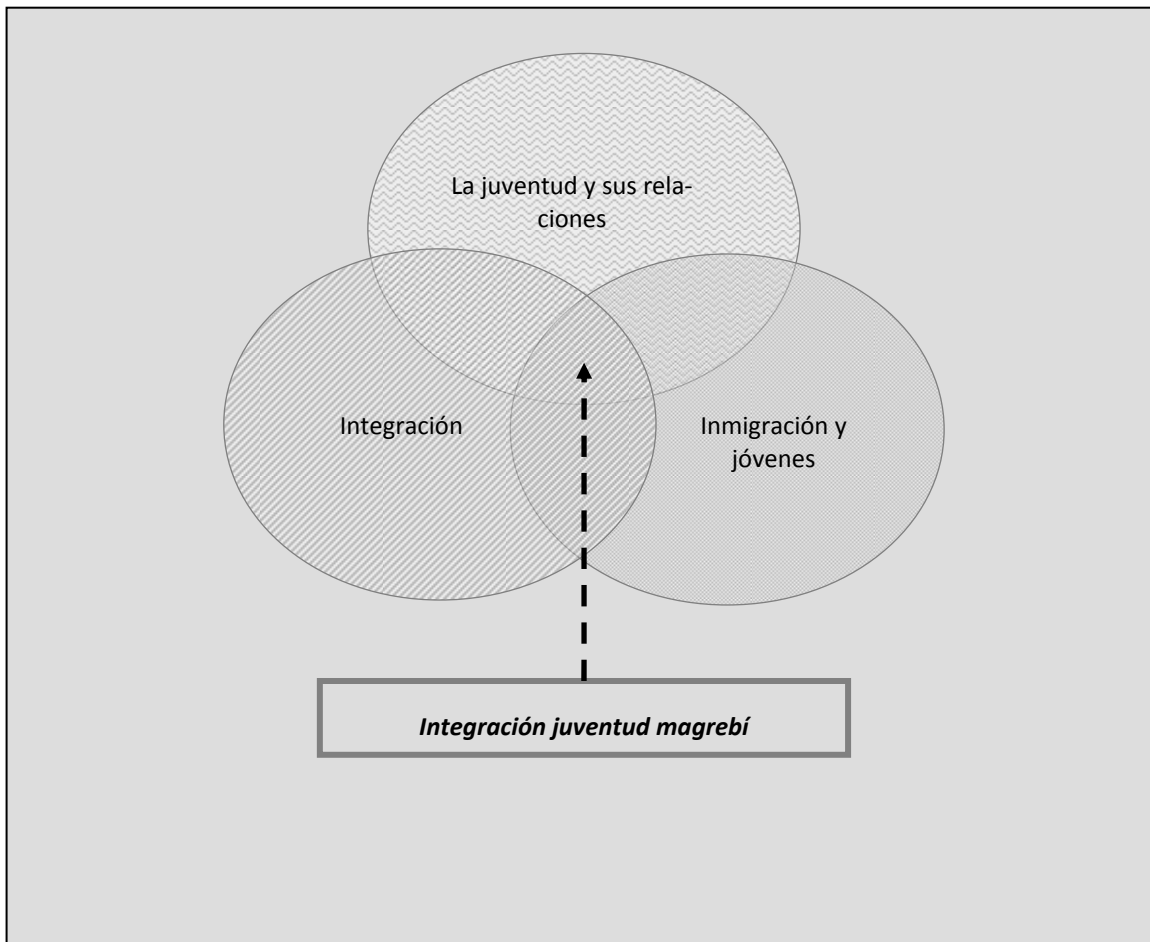 La juventud y sus rela-
ciones
Integración
Inmigración y
jóvenes
Integración juventud magrebí